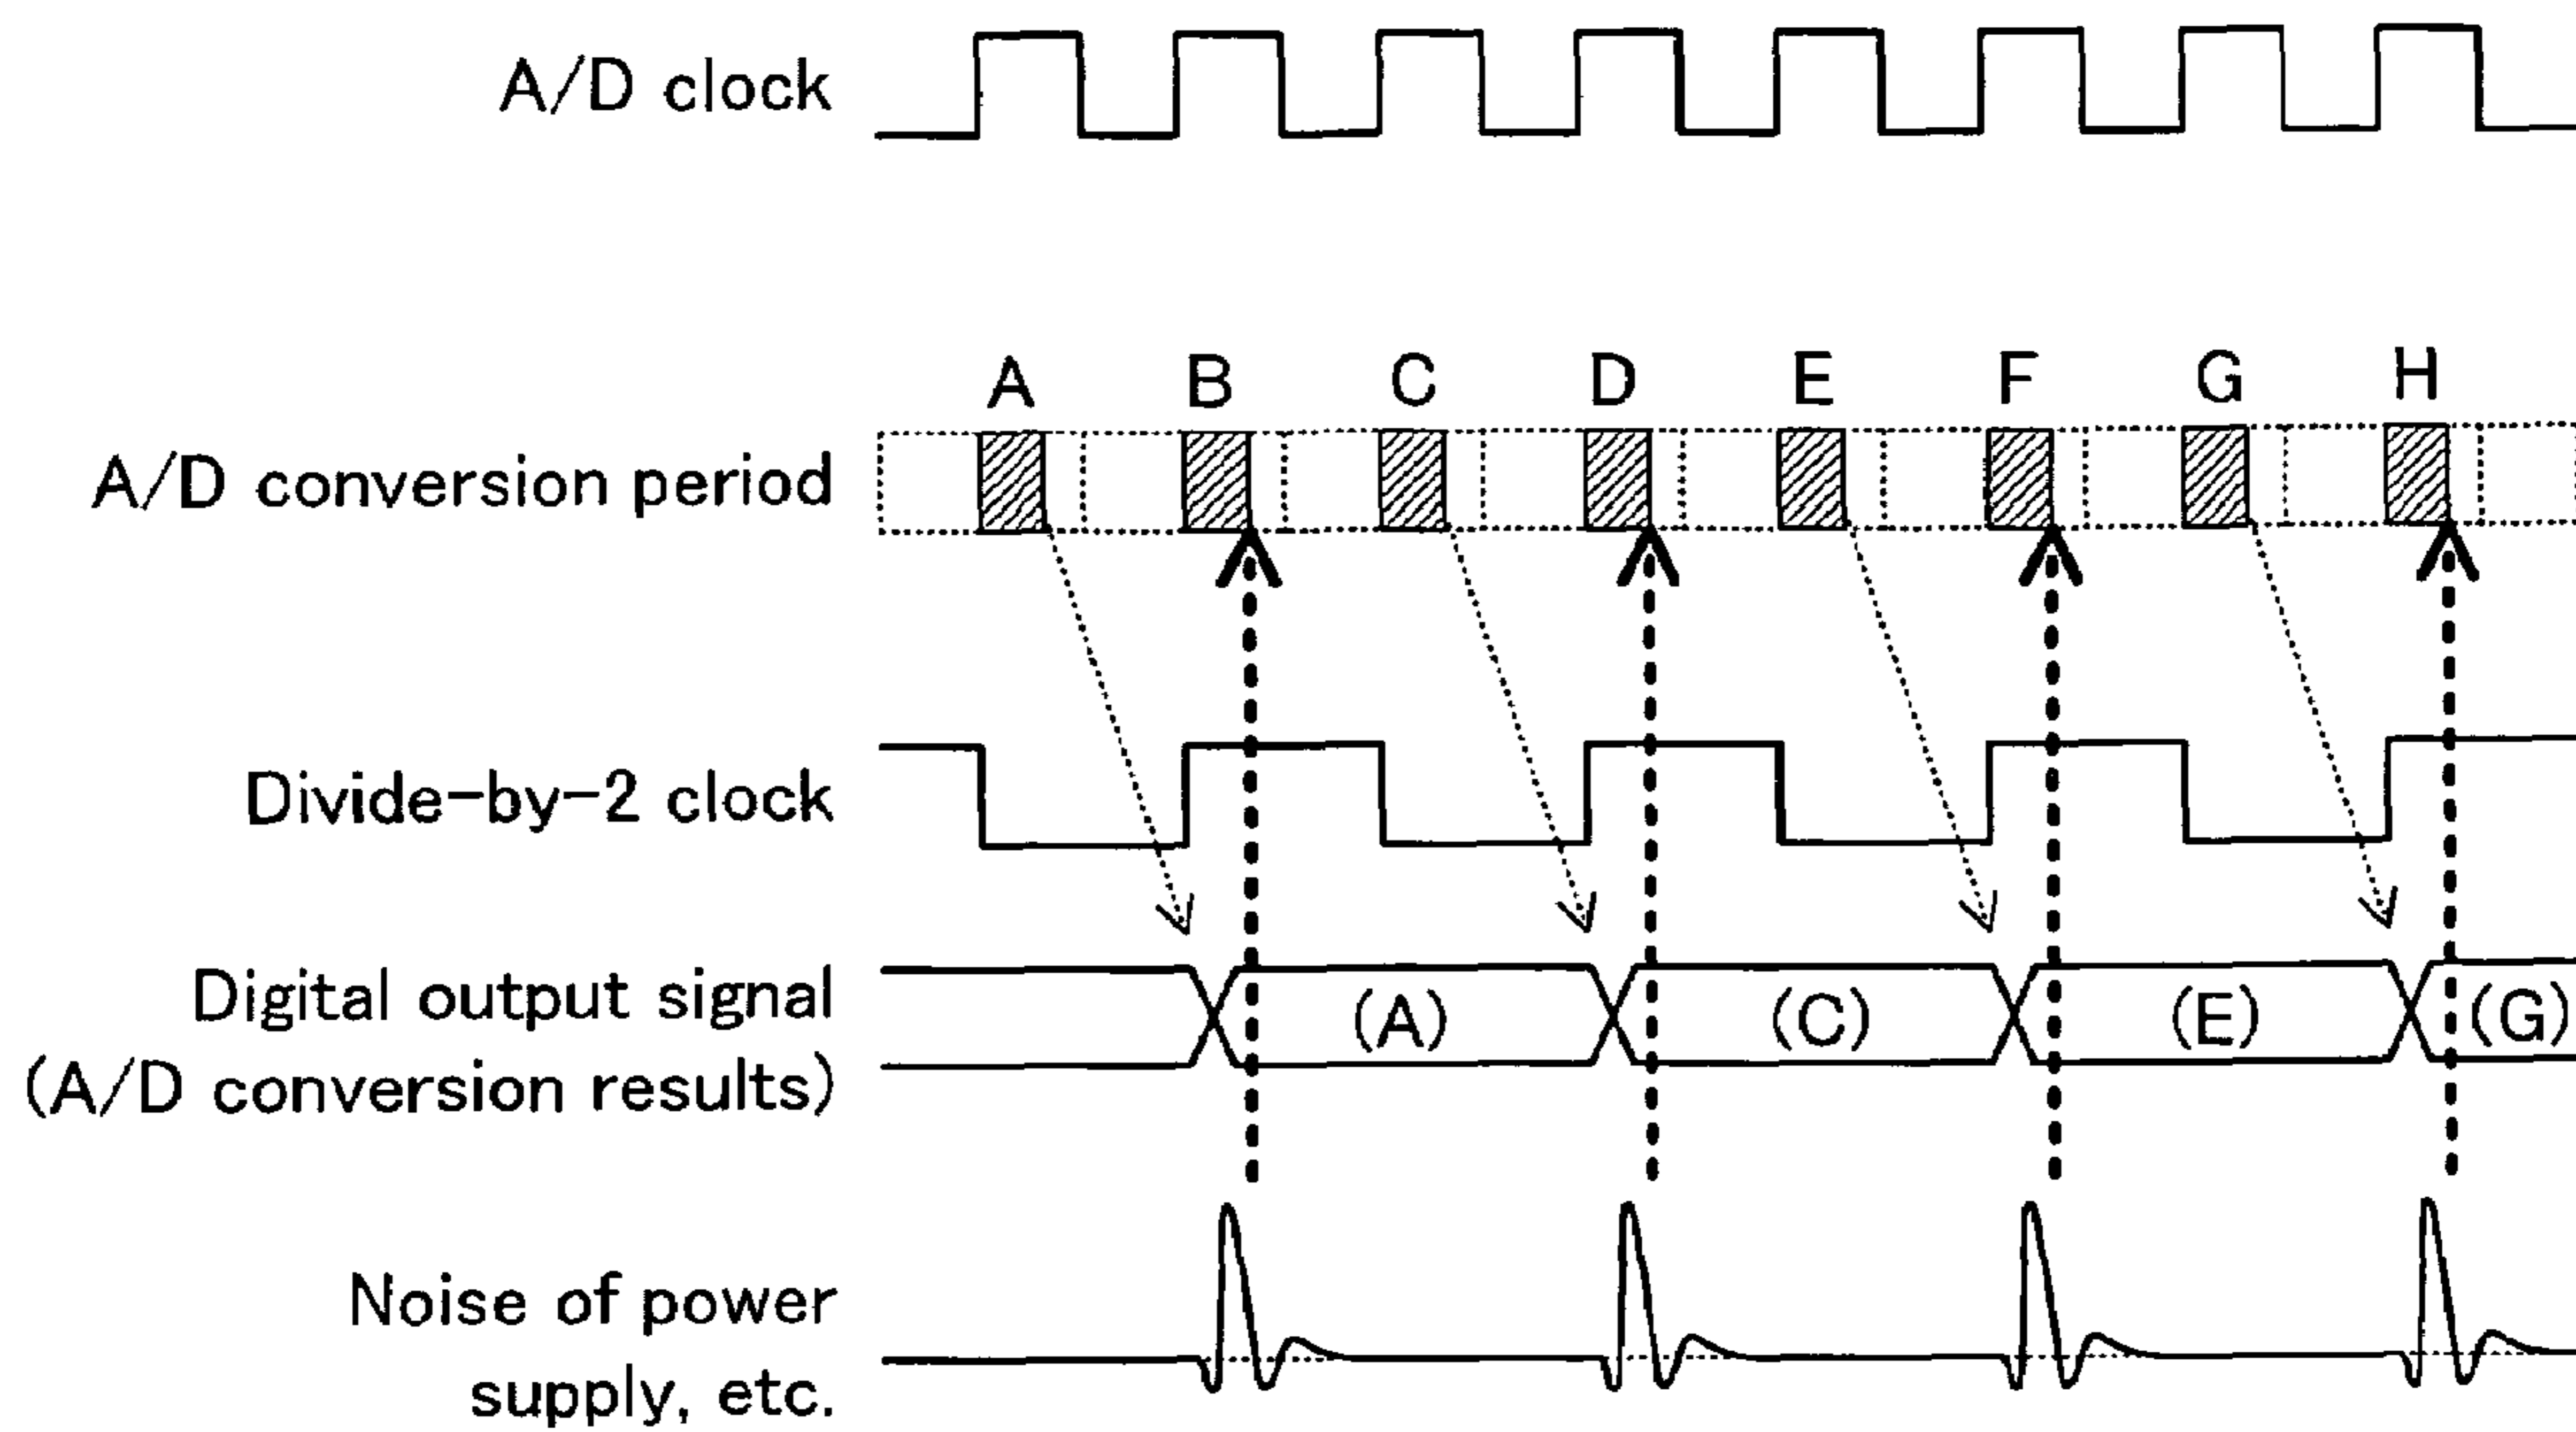 A/D clock
A B C D E F G H
A/D conversion period
Divide-by-2 clock
Digital output signal
(A/D conversion results)
(A) (C) (E) (G)
Noise of power
supply, etc.